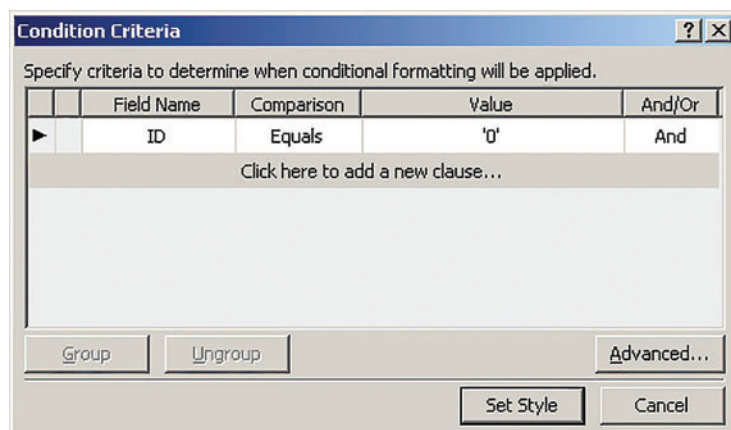 Condition Criteria
Specify criteria to determine when conditional formatting will be applied.
Field Name Comparison Value And/Or
ID Equals '0' And
Click here to add a new clause...
Group Ungroup Advanced...
Set Style Cancel